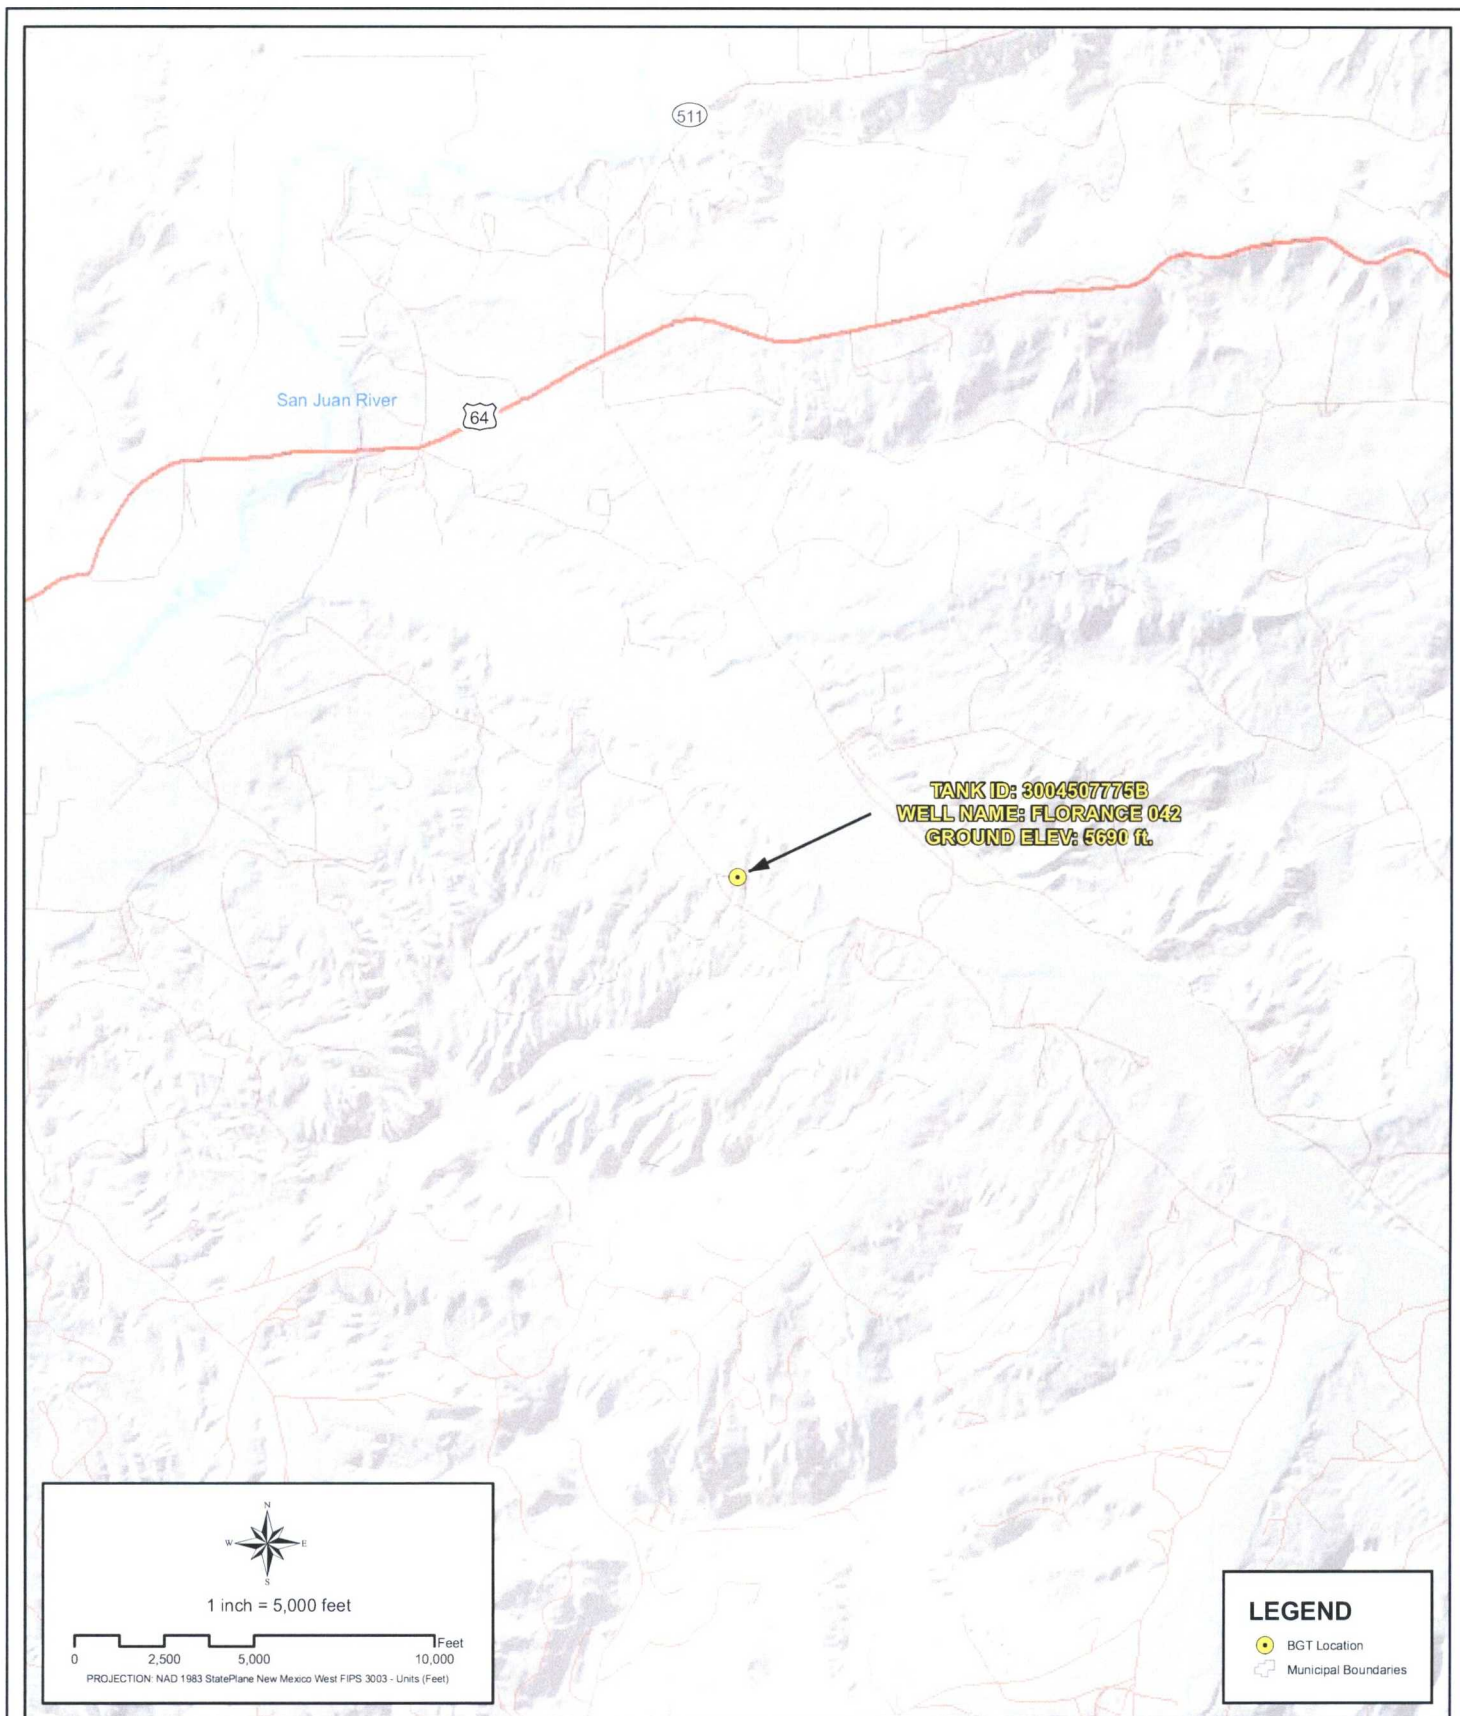 511
San Juan River
64
TANK ID: 3004507775B
WELL NAME: FLORANCE 042
GROUND ELEV: 5690 ft.
N
W E
S
1 inch = 5,000 feet
Feet
0 2,500 5,000 10,000
PROJECTION: NAD 1983 StatePlane New Mexico West FIPS 3003 - Units (Feet)
LEGEND
BGT Location
Municipal Boundaries